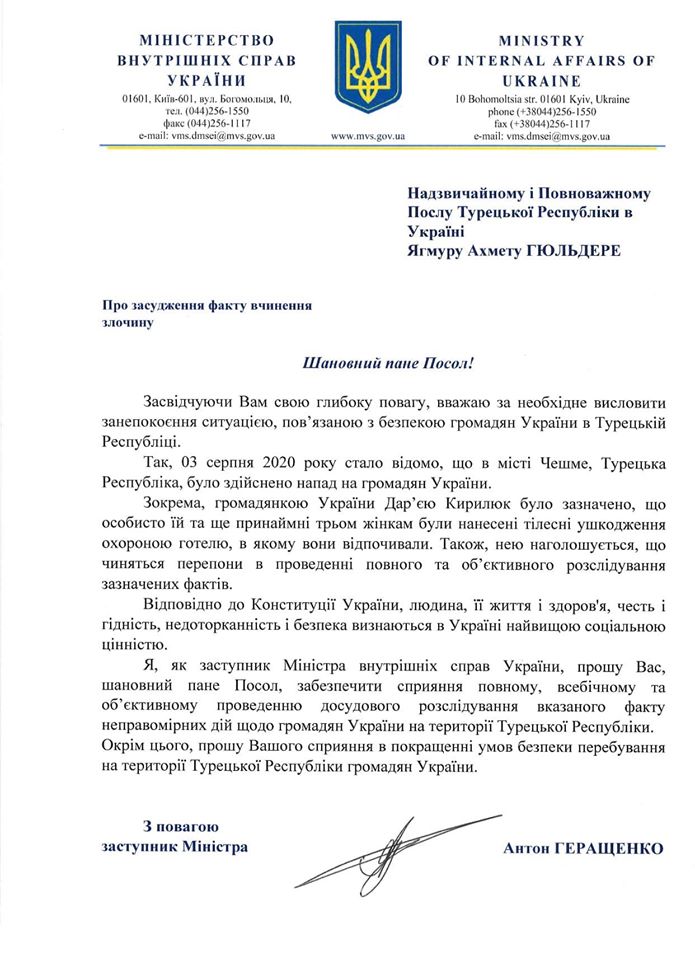 МІНІСТЕРСТВО
ВНУТРІШНІХ СПРАВ
УКРАЇНИ
01601, Київ-601, вул. Богомольця, 10,
тел. (044)256-1550
факс (044)256-1117
e-mail: vms.dmsei@mvs.gov.ua
www.mvs.gov.ua
MINISTRY
OF INTERNAL AFFAIRS OF
UKRAINE
10 Bohomoltsia str. 01601 Kyiv, Ukraine
phone (+38044)256-1550
fax (+38044)256-1117
e-mail: vms.dmsei@mvs.gov.ua
Надзвичайному і Повноважному
Послу Турецької Республіки в
Україні
Ягмуру Ахмету ГЮЛЬДЕРЕ
Про засудження факту вчинення
злочину
Шановний пане Посол!
Засвідчуючи Вам свою глибоку повагу, вважаю за необхідне висловити
занепокоєння ситуацією, пов’язаною з безпекою громадян України в Турецькій
Республіці.
Так, 03 серпня 2020 року стало відомо, що в місті Чешме, Турецька
Республіка, було здійснено напад на громадян України.
Зокрема, громадянкою України Дар’єю Кирилюк було зазначено, що
особисто їй та ще принаймні трьом жінкам були нанесені тілесні ушкодження
охороною готелю, в якому вони відпочивали. Також, нею наголошується, що
чиняться перепони в проведенні повного та об’єктивного розслідування
зазначених фактів.
Відповідно до Конституції України, людина, її життя і здоров'я, честь і
гідність, недоторканність і безпека визнаються в Україні найвищою соціальною
цінністю.
Я, як заступник Міністра внутрішніх справ України, прошу Вас,
шановний пане Посол, забезпечити сприяння повному, всебічному та
об’єктивному проведенню досудового розслідування вказаного факту
неправомірних дій щодо громадян України на території Турецької Республіки.
Окрім цього, прошу Вашого сприяння в покращенні умов безпеки перебування
на території Турецької Республіки громадян України.
З повагою
заступник Міністра
Антон ГЕРАЩЕНКО